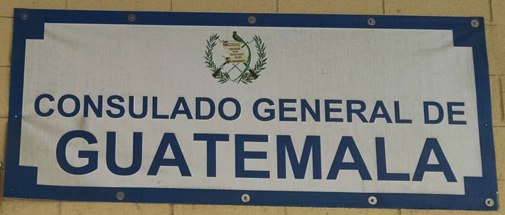 CONSULADO GENERAL DE
GUATEMALA